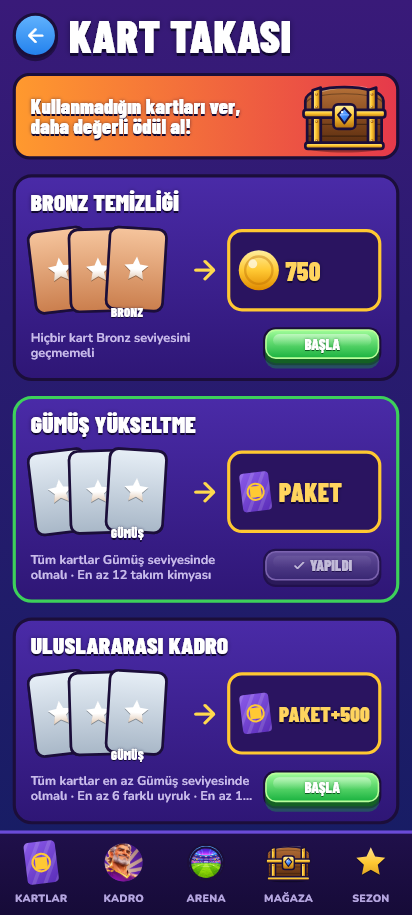 KART TAKASI
Kullanmadığın kartları ver,
daha değerli ödül al!
BRONZ TEMİZLİĞİ
BRONZ
750
Hiçbir kart Bronz seviyesini
geçmemeli
BAŞLA
GÜMÜŞ YÜKSELTME
GÜMÜŞ
PAKET
Tüm kartlar Gümüş seviyesinde
olmalı · En az 12 takım kimyası
YAPILDI
ULUSLARARASI KADRO
GÜMÜŞ
PAKET+500
Tüm kartlar en az Gümüş seviyesinde
olmalı · En az 6 farklı uyruk · En az 1...
BAŞLA
KARTLAR
KADRO
ARENA
MAĞAZA
SEZON